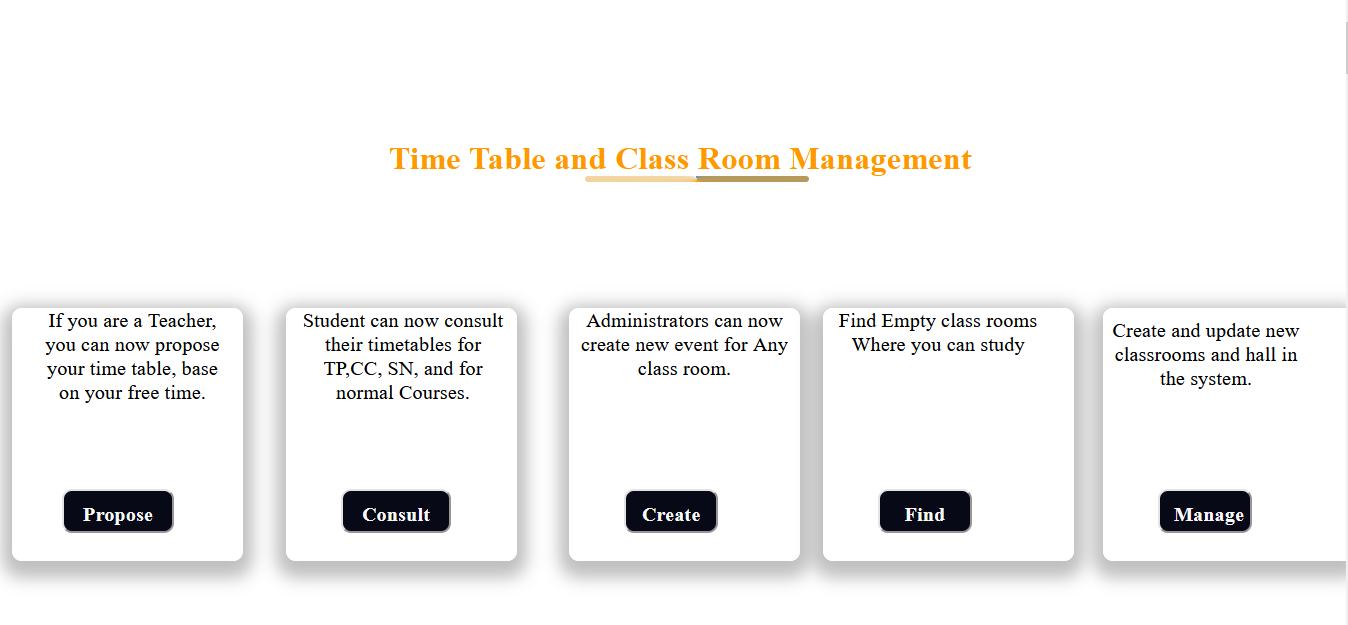 Time Table and Class Room Management
If you are a Teacher,
you can now propose
your time table, base
on your free time.
Propose
Student can now consult
their timetables for
TP,CC, SN, and for
normal Courses.
Consult
Administrators can now
create new event for Any
class room.
Create
Find Empty class rooms
Where you can study
Find
Create and update new
classrooms and hall in
the system.
Manage